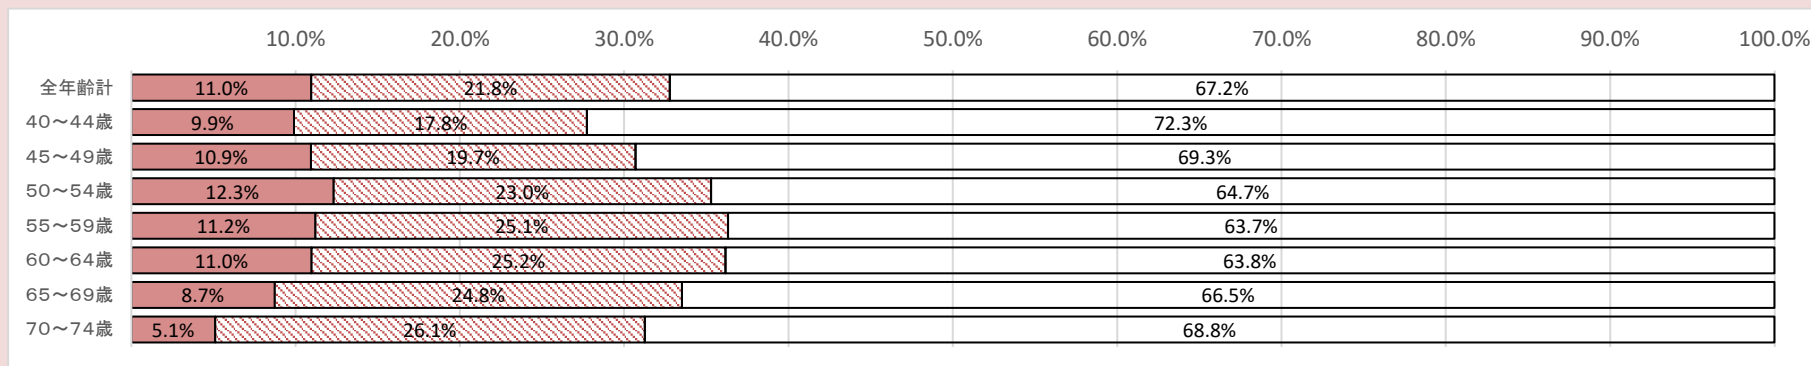 10.0% 20.0% 30.0% 40.0% 50.0% 60.0% 70.0% 80.0% 90.0% 100.0%
全年齢計 11.0% 21.8% 67.2%
40～44歳 9.9% 17.8% 72.3%
45～49歳 10.9% 19.7% 69.3%
50～54歳 12.3% 23.0% 64.7%
55～59歳 11.2% 25.1% 63.7%
60～64歳 11.0% 25.2% 63.8%
65～69歳 8.7% 24.8% 66.5%
70～74歳 5.1% 26.1% 68.8%